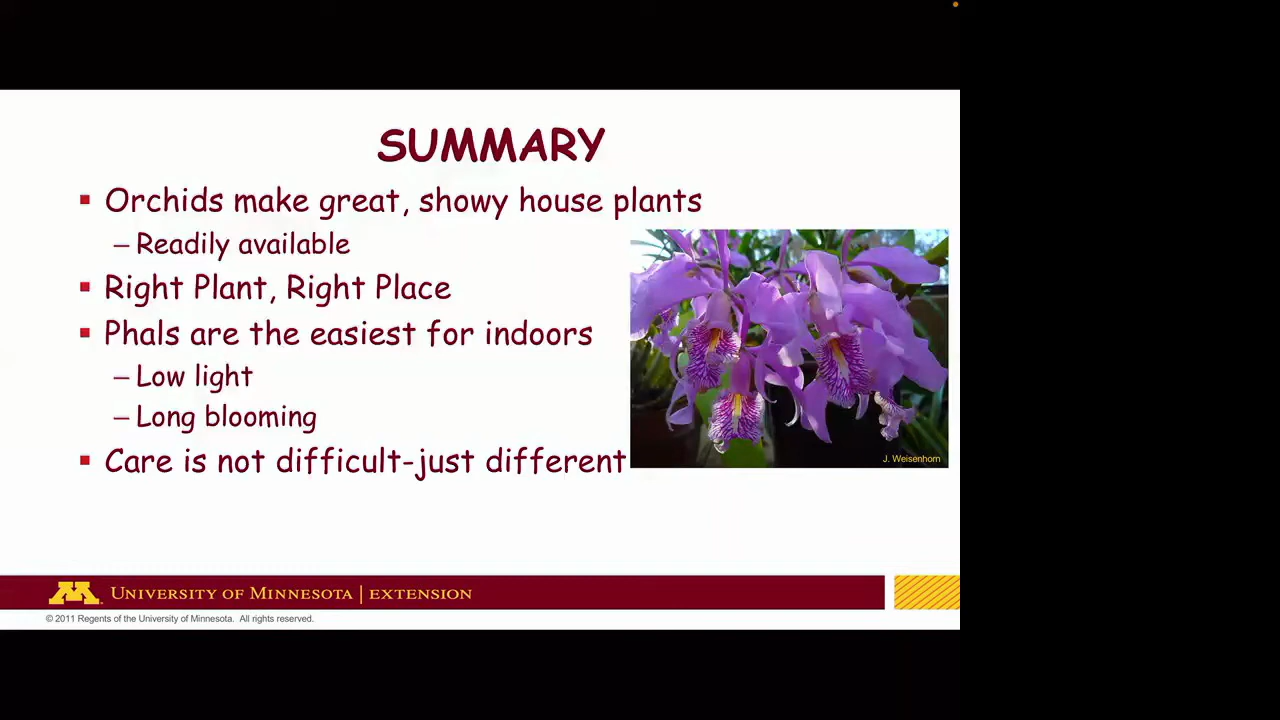 SUMMARY
▪ Orchids make great, showy house plants
– Readily available
▪ Right Plant, Right Place
▪ Phals are the easiest for indoors
– Low light
– Long blooming
▪ Care is not difficult-just different
J. Weisenhorn
M UNIVERSITY OF MINNESOTA | EXTENSION
© 2011 Regents of the University of Minnesota. All rights reserved.